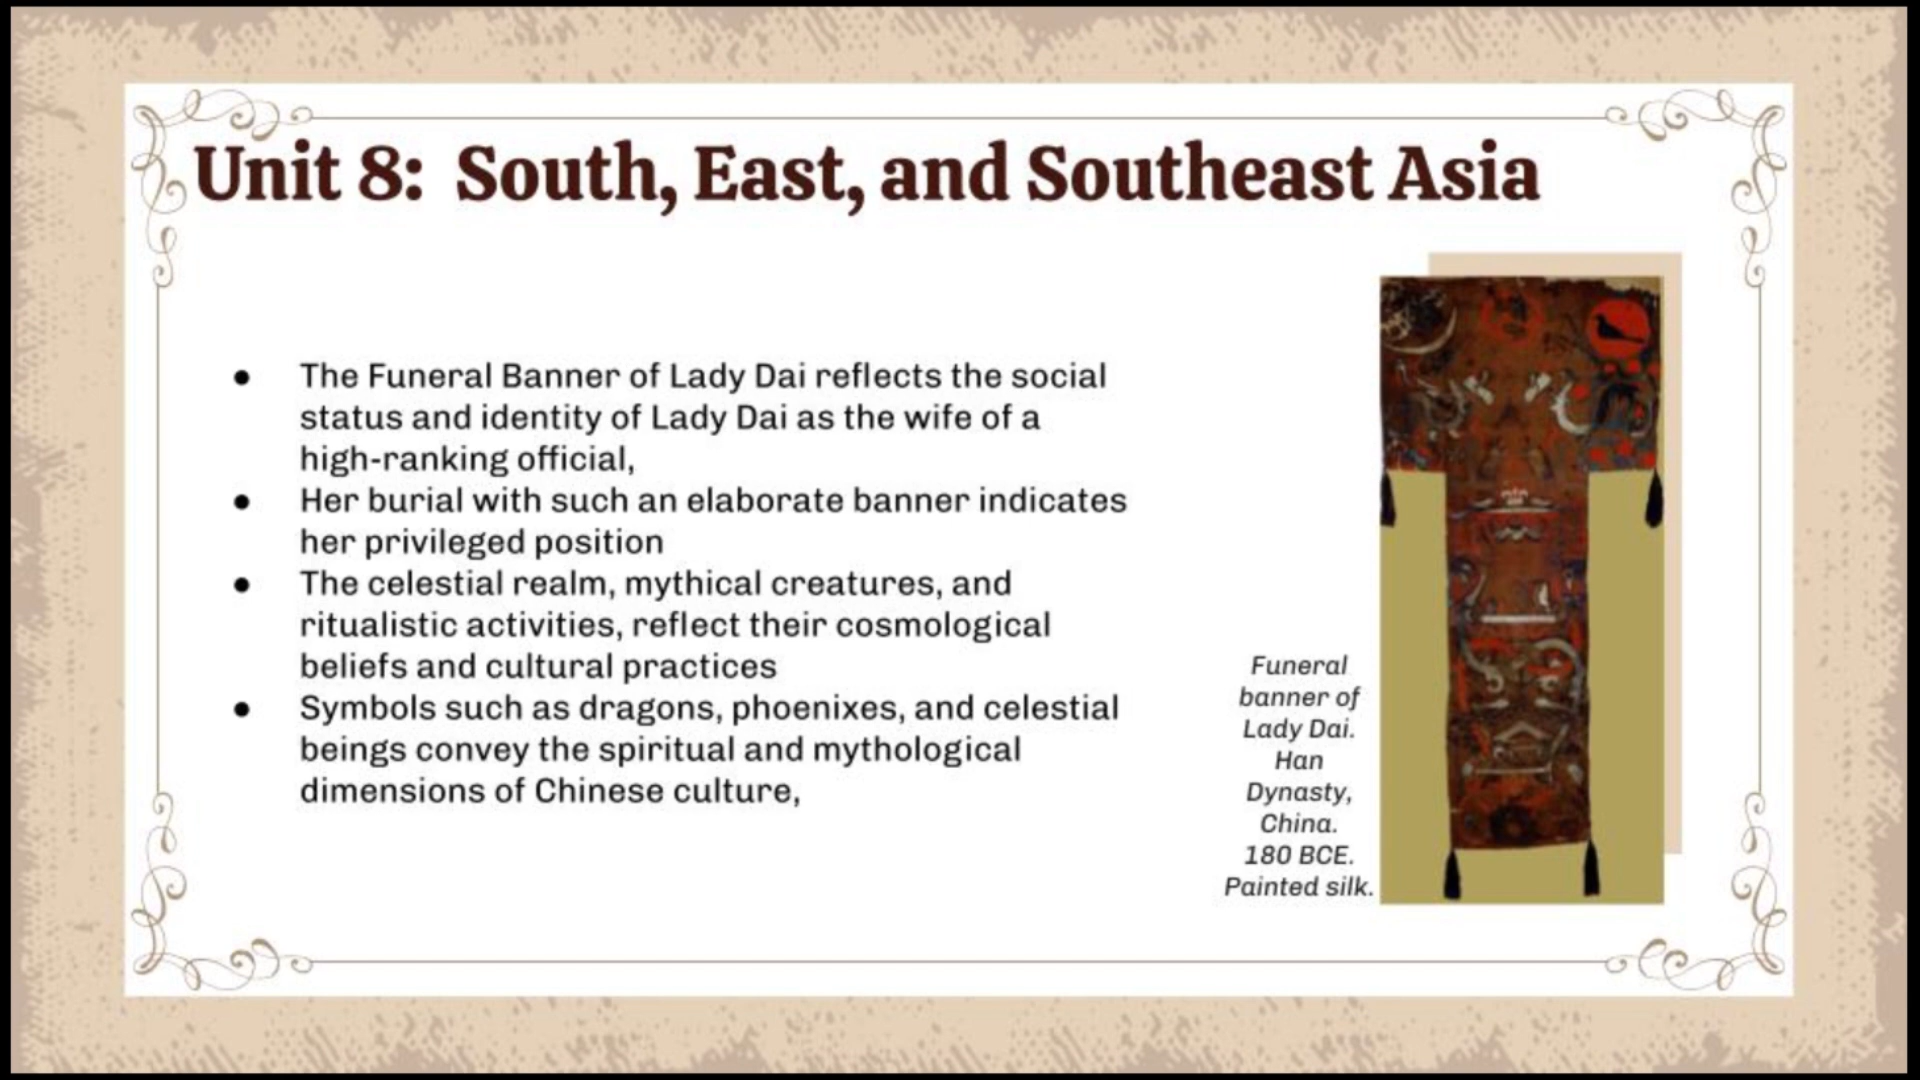 Unit 8: South, East, and Southeast Asia
● The Funeral Banner of Lady Dai reflects the social
status and identity of Lady Dai as the wife of a
high-ranking official,
● Her burial with such an elaborate banner indicates
her privileged position
● The celestial realm, mythical creatures, and
ritualistic activities, reflect their cosmological
beliefs and cultural practices
● Symbols such as dragons, phoenixes, and celestial
beings convey the spiritual and mythological
dimensions of Chinese culture,
Funeral
banner of
Lady Dai.
Han
Dynasty,
China.
180 BCE.
Painted silk.